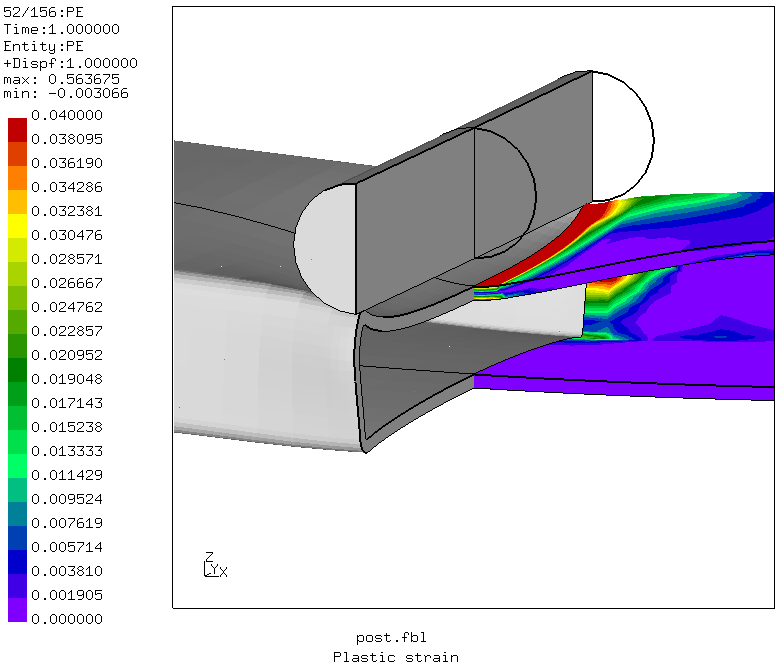 52/156:PE
Time:1.000000
Entity:PE
+Dispf:1.000000
max: 0.563675
min: -0.003066
0.040000
0.038095
0.036190
0.034286
0.032381
0.030476
0.028571
0.026667
0.024762
0.022857
0.020952
0.019048
0.017143
0.015238
0.013333
0.011429
0.009524
0.007619
0.005714
0.003810
0.001905
0.000000
Z
Y X
post.fbl
Plastic strain